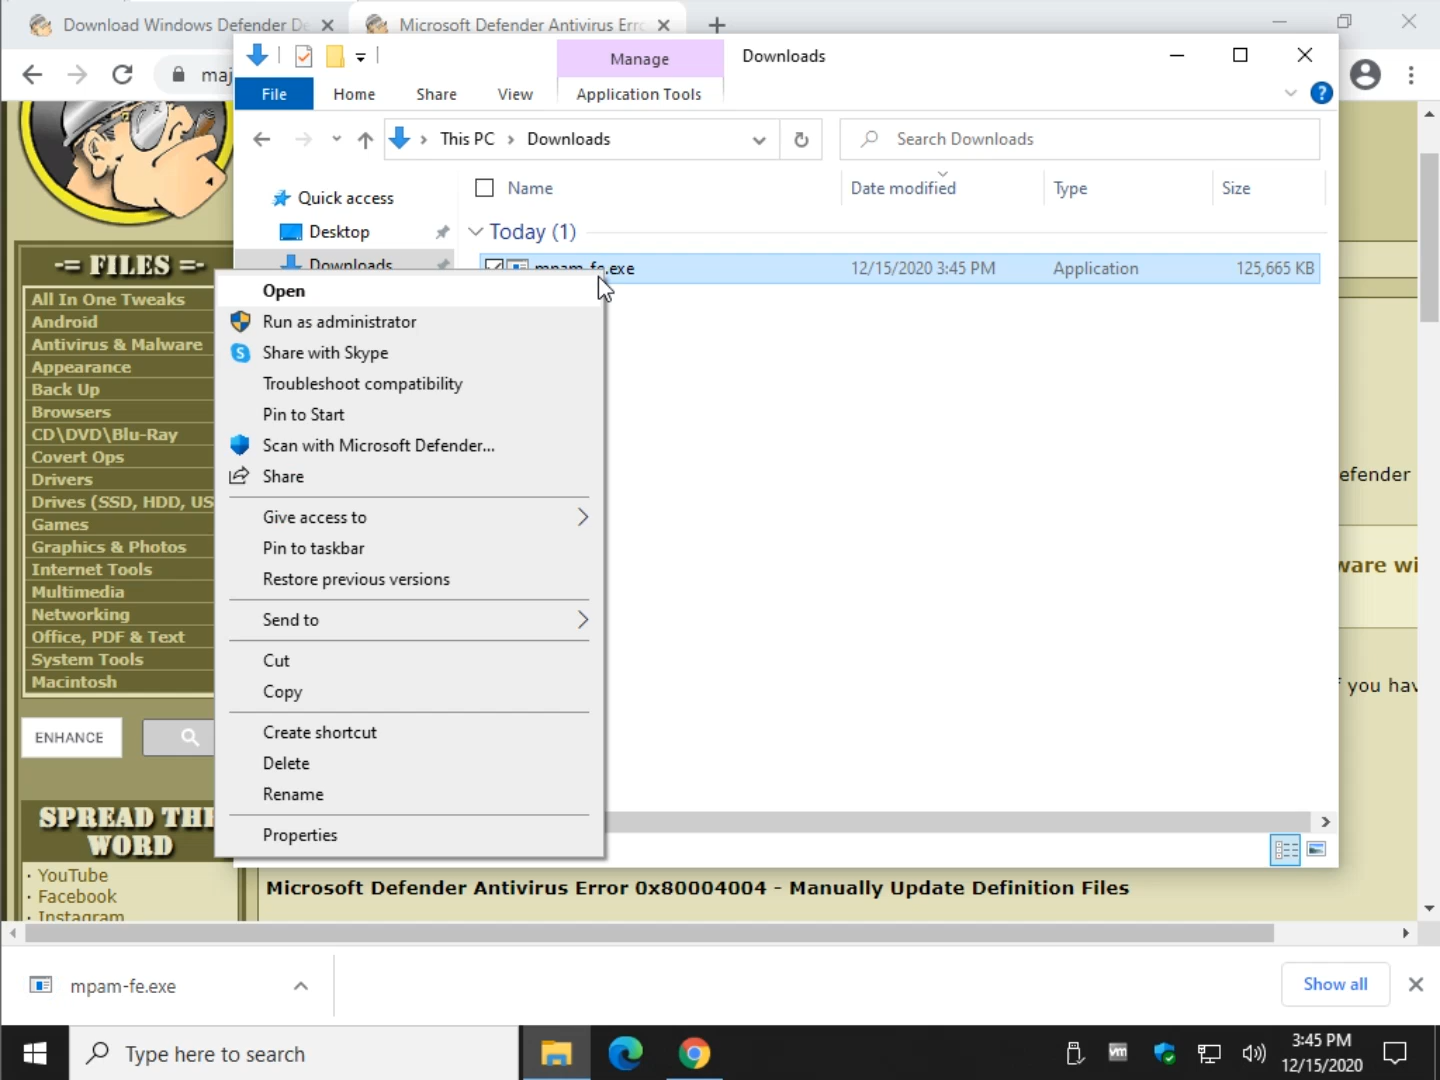 Download Windows Defender De
Microsoft Defender Antivirus Erro
maj
Manage
Downloads
File
Home
Share
View
Application Tools
This PC
Downloads
Search Downloads
Name
Date modified
Type
Size
Quick access
Desktop
Downloads
Today (1)
mpam-fe.exe
12/15/2020 3:45 PM
Application
125,665 KB
-= FILES =-
All In One Tweaks
Android
Antivirus & Malware
Appearance
Back Up
Browsers
CD\DVD\Blu-Ray
Covert Ops
Drivers
Drives (SSD, HDD, US
Games
Graphics & Photos
Internet Tools
Multimedia
Networking
Office, PDF & Text
System Tools
Macintosh
ENHANCE
SPREAD THE
WORD
· YouTube
· Facebook
· Instagram
Open
Run as administrator
Share with Skype
Troubleshoot compatibility
Pin to Start
Scan with Microsoft Defender...
Share
Give access to
Pin to taskbar
Restore previous versions
Send to
Cut
Copy
Create shortcut
Delete
Rename
Properties
efender
ware wi
f you hav
Microsoft Defender Antivirus Error 0x80004004 - Manually Update Definition Files
mpam-fe.exe
Show all
Type here to search
vm
3:45 PM
12/15/2020